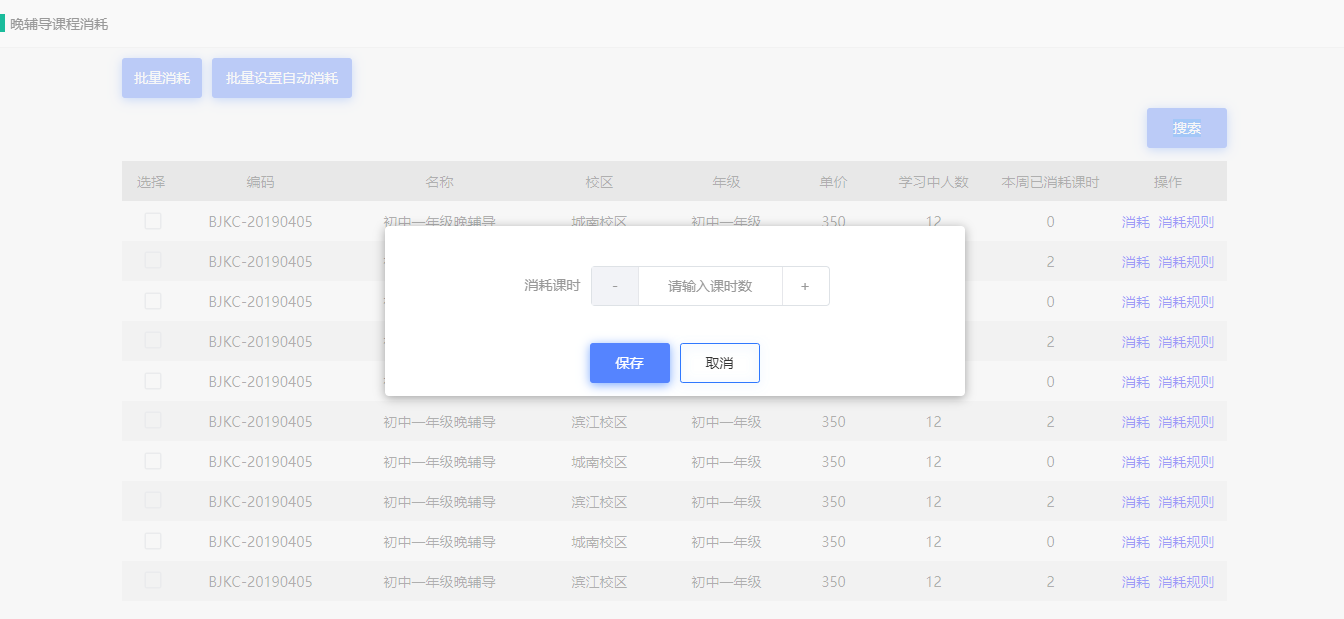 晚辅导课程消耗
批量消耗 批量设置自动消耗
搜索
选择 编码 名称 校区 年级 单价 学习中人数 本周已消耗课时 操作
BJKC-20190405 初中一年级晚辅导 城南校区 初中一年级 350 12 0 消耗 消耗规则
BJKC-20190405 2 消耗 消耗规则
消耗课时 - 请输入课时数 +
BJKC-20190405 0 消耗 消耗规则
BJKC-20190405 2 消耗 消耗规则
保存 取消
BJKC-20190405 0 消耗 消耗规则
BJKC-20190405 初中一年级晚辅导 滨江校区 初中一年级 350 12 2 消耗 消耗规则
BJKC-20190405 初中一年级晚辅导 城南校区 初中一年级 350 12 0 消耗 消耗规则
BJKC-20190405 初中一年级晚辅导 滨江校区 初中一年级 350 12 2 消耗 消耗规则
BJKC-20190405 初中一年级晚辅导 城南校区 初中一年级 350 12 0 消耗 消耗规则
BJKC-20190405 初中一年级晚辅导 滨江校区 初中一年级 350 12 2 消耗 消耗规则